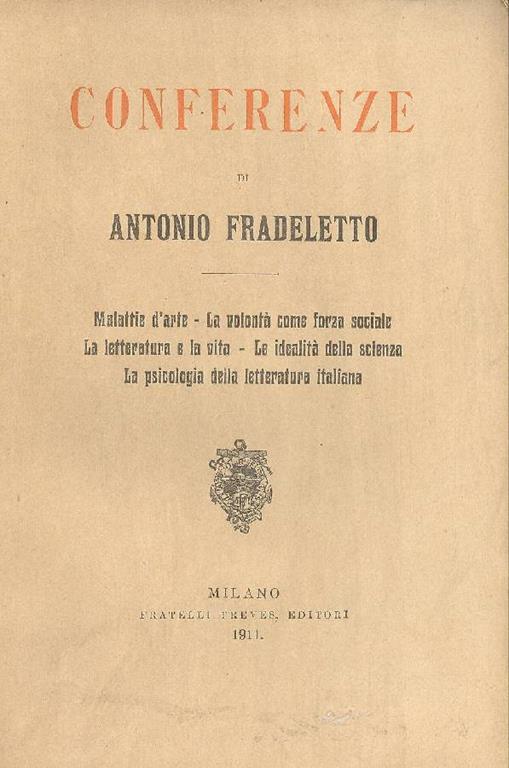 CONFERENZE
DI
ANTONIO FRADELETTO
Malattie d'arte - La volontà come forza sociale
La letteratura e la vita - Le idealità della scienza
La psicologia della letteratura italiana
MILANO
FRATELLI TREVES, EDITORI
1911.